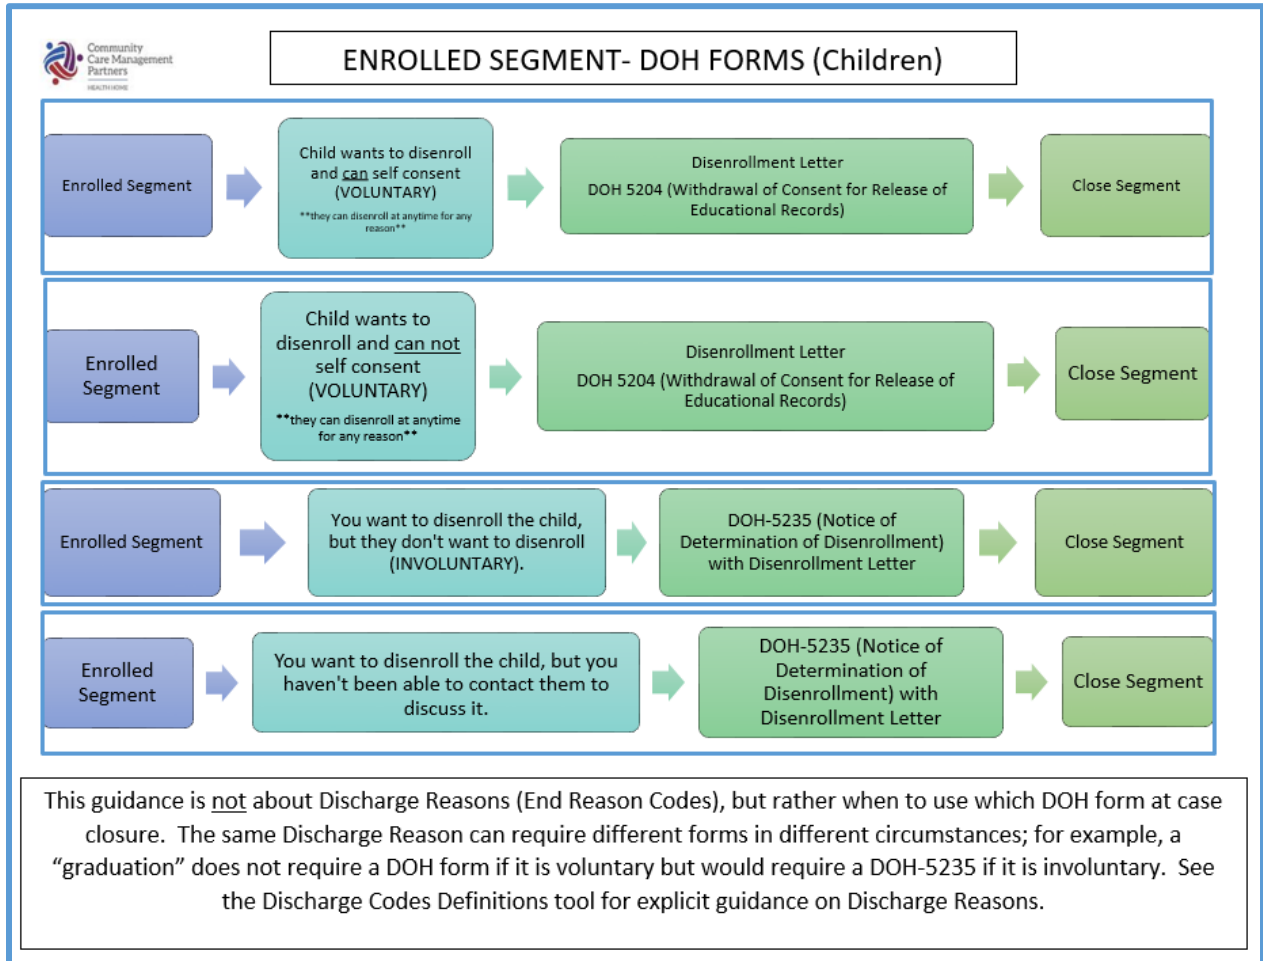 Community
Care Management
Partners
HEALTH HOME
ENROLLED SEGMENT- DOH FORMS (Children)
Enrolled Segment
Child wants to disenroll
and can self consent
(VOLUNTARY)
**they can disenroll at anytime for any
reason**
Disenrollment Letter
DOH 5204 (Withdrawal of Consent for Release of
Educational Records)
Close Segment
Enrolled
Segment
Child wants to
disenroll and can not
self consent
(VOLUNTARY)
**they can disenroll at anytime
for any reason**
Disenrollment Letter
DOH 5204 (Withdrawal of Consent for Release of
Educational Records)
Close Segment
Enrolled Segment
You want to disenroll the child,
but they don't want to disenroll
(INVOLUNTARY).
DOH-5235 (Notice of
Determination of Disenrollment)
with Disenrollment Letter
Close Segment
Enrolled
Segment
You want to disenroll the child, but you
haven't been able to contact them to
discuss it.
DOH-5235 (Notice of
Determination of
Disenrollment) with
Disenrollment Letter
Close Segment
This guidance is not about Discharge Reasons (End Reason Codes), but rather when to use which DOH form at case
closure.  The same Discharge Reason can require different forms in different circumstances; for example, a
“graduation” does not require a DOH form if it is voluntary but would require a DOH-5235 if it is involuntary.  See
the Discharge Codes Definitions tool for explicit guidance on Discharge Reasons.